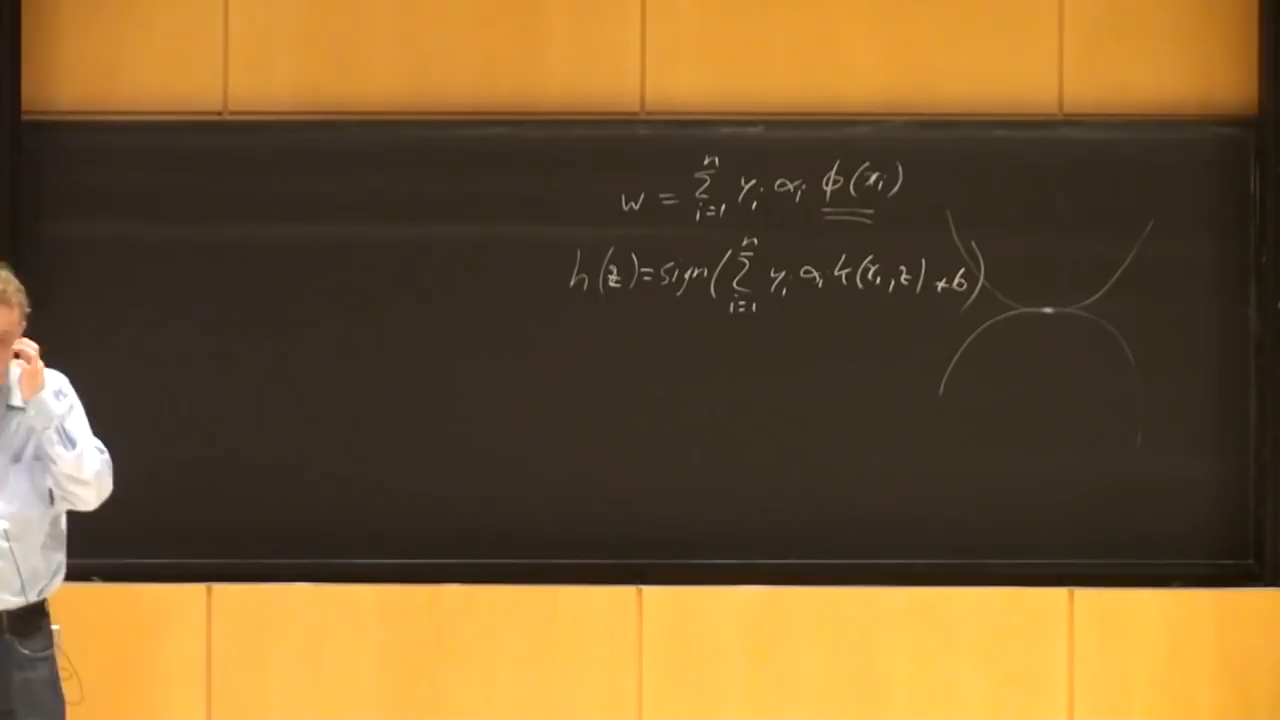 w = Σ_{i=1}^{n} y_i α_i φ(x_i)
h(z) = sign(Σ_{i=1}^{n} y_i α_i k(x_i, z) + b)